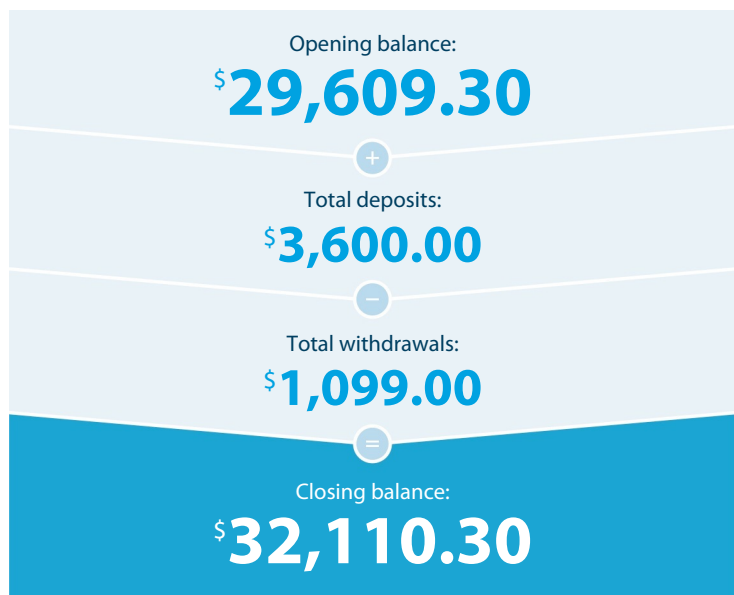 Opening balance:
$29,609.30
+
Total deposits:
$3,600.00
−
Total withdrawals:
$1,099.00
=
Closing balance:
$32,110.30